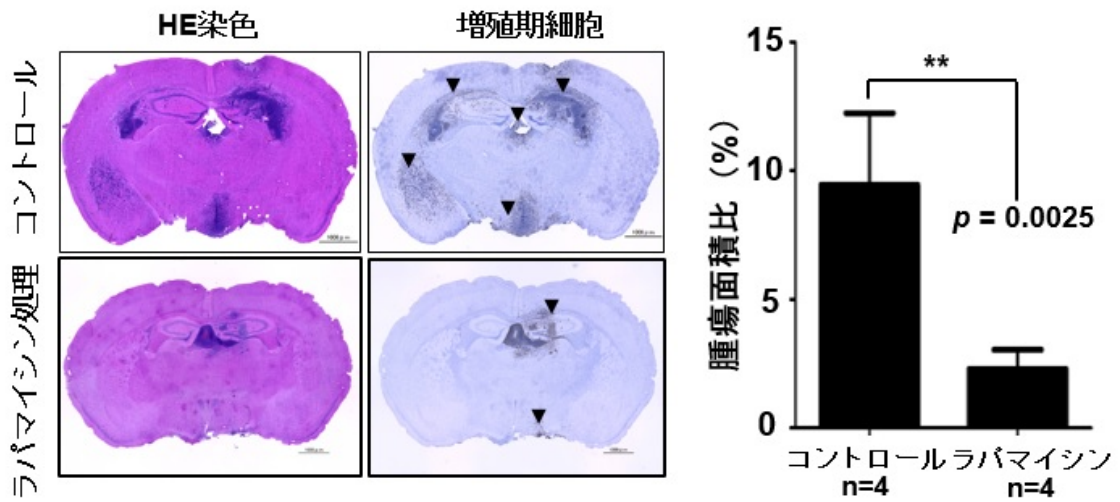 HE染色
増殖期細胞
コントロール
ラパマイシン処理
1000μm
15
10
5
0
腫瘍面積比（%）
**
p = 0.0025
コントロール
n=4
ラパマイシン
n=4